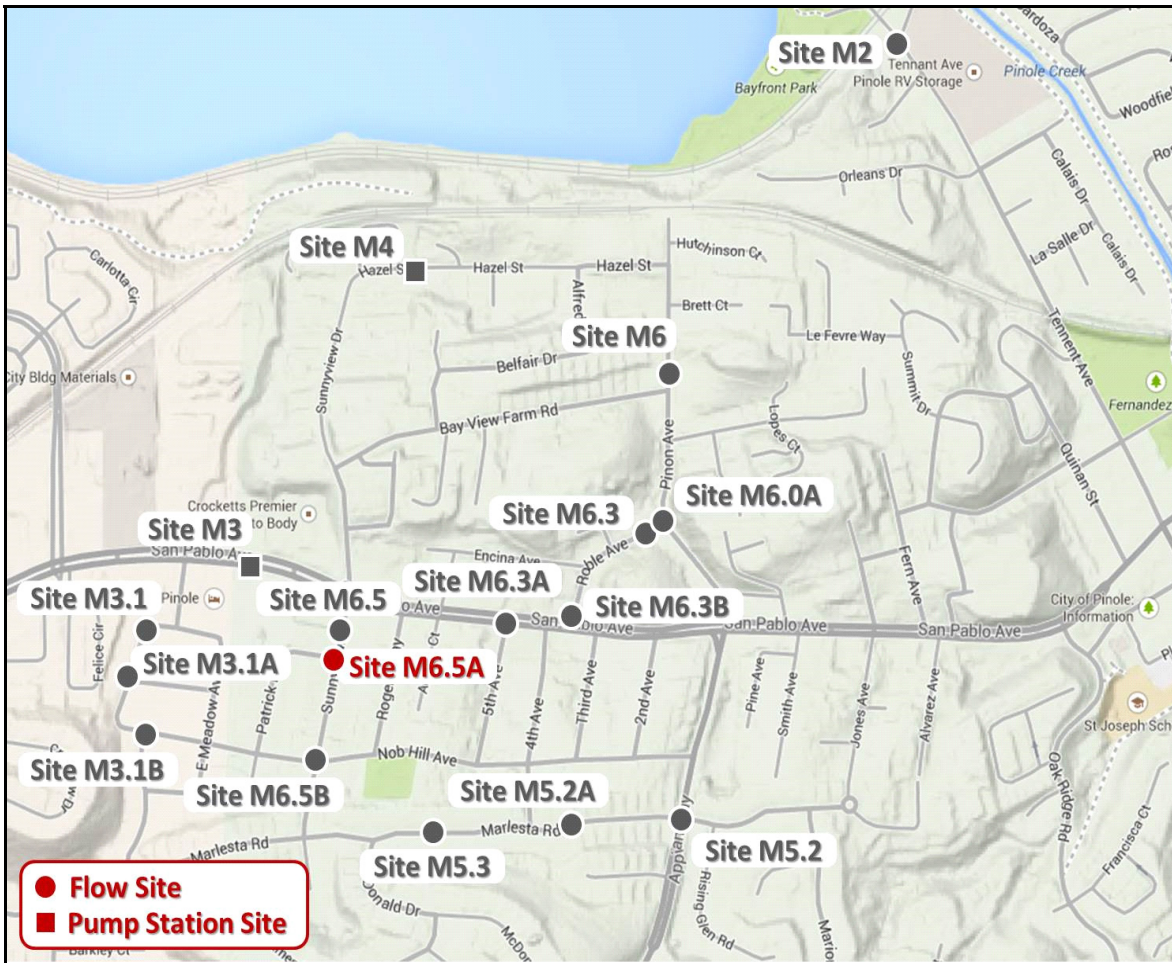 Site M2
Tennant Ave
Pinole RV Storage
Bayfront Park
Pinole Creek
Orleans Dr
Calais Dr
La Salle Dr
Calais Dr
Carlotta Cir
Site M4
Hazel St
Hazel St
Hutchinson Ct
Brett Ct
Le Fevre Way
Tennent Ave
Site M6
Belfair Dr
City Bldg Materials
Sunnyview Dr
Summit Dr
Fernandez
Bay View Farm Rd
Lopes Ct
Pinon Ave
Quinan St
Site M6.0A
Site M6.3
Crocketts Premier
to Body
Site M3
San Pablo Ave
Encina Ave
Roble Ave
Fern Ave
Site M6.3A
Site M3.1
Pinole
Site M6.5
Site M6.3B
San Pablo Ave
San Pablo Ave
San Pablo Ave
City of Pinole:
Information
Felice Cir
Site M3.1A
Site M6.5A
5th Ave
4th Ave
Third Ave
2nd Ave
Pine Ave
Smith Ave
Jones Ave
Alvarez Ave
E Meadow Ave
St Joseph Sch
Nob Hill Ave
Site M3.1B
Site M6.5B
Site M5.2A
Oak Ridge Rd
Francisca Ct
Marlesta Rd
Marlesta Rd
Site M5.3
Site M5.2
Flow Site
Pump Station Site
Donald Dr
Rising Glen Rd
Barkley Ct